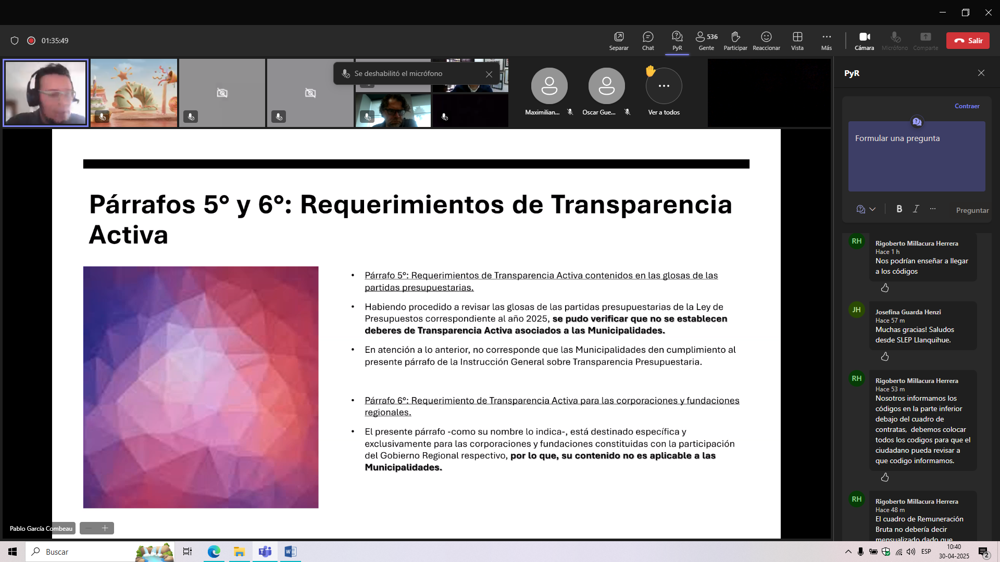 01:35:49
Separar
Chat
PyR
536
Gente
Participar
Reaccionar
Vista
Más
Cámara
Micrófono
Comparte
Salir
Se deshabilitó el micrófono
Maximilian...
Oscar Gue...
Ver a todos
PyR
Contraer
Formular una pregunta
B I
Preguntar
Párrafos 5° y 6°: Requerimientos de Transparencia
Activa
• Párrafo 5°: Requerimientos de Transparencia Activa contenidos en las glosas de las
partidas presupuestarias.
• Habiendo procedido a revisar las glosas de las partidas presupuestarias de la Ley de
Presupuestos correspondiente al año 2025, se pudo verificar que no se establecen
deberes de Transparencia Activa asociados a las Municipalidades.
• En atención a lo anterior, no corresponde que las Municipalidades den cumplimiento al
presente párrafo de la Instrucción General sobre Transparencia Presupuestaria.
• Párrafo 6°: Requerimiento de Transparencia Activa para las corporaciones y fundaciones
regionales.
• El presente párrafo -como su nombre lo indica-, está destinado específica y
exclusivamente para las corporaciones y fundaciones constituidas con la participación
del Gobierno Regional respectivo, por lo que, su contenido no es aplicable a las
Municipalidades.
Pablo García Combeau
RH
Rigoberto Millacura Herrera
Hace 1 h
Nos podrían enseñar a llegar
a los códigos
JH
Josefina Guarda Henzi
Hace 57 m
Muchas gracias! Saludos
desde SLEP Llanquihue.
RH
Rigoberto Millacura Herrera
Hace 53 m
Nosotros informamos los
códigos en la parte inferior
debajo del cuadro de
contratas, debemos colocar
todos los codigos para que el
ciudadano pueda revisar a
que codigo informamos.
RH
Rigoberto Millacura Herrera
Hace 48 m
El cuadro de Remuneración
Bruta no debería decir
mensualizado dado que
Buscar
ESP
10:40
30-04-2025
2